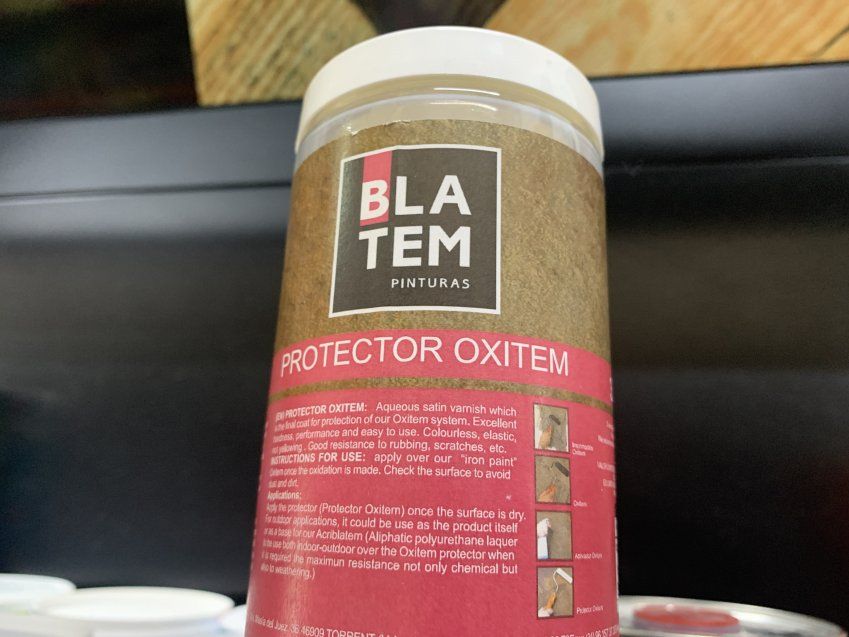 BLA
TEM
PINTURAS
PROTECTOR OXITEM
(EN) PROTECTOR OXITEM: Aqueous satin varnish which
is the final coat for protection of our Oxitem system. Excellent
hardness, performance and easy to use. Colourless, elastic,
not yellowing . Good resistance to rubbing, scratches, etc.
INSTRUCTIONS FOR USE: apply over our "iron paint"
Oxitem once the oxidation is made. Check the surface to avoid
dust and dirt.
Applications:
Apply the protector (Protector Oxitem) once the surface is dry.
For outdoor applications, it could be use as the product itself
or as a base for our Acriblatem (Aliphatic polyurethane laquer
to use both indoor-outdoor over the Oxitem protector when
it is required the maximun resistance not only chemical but
also to weathering.)
Imprimación
Oxitem
Oxitem
Activador Oxitem
Protector Oxitem
46909 TORRENT